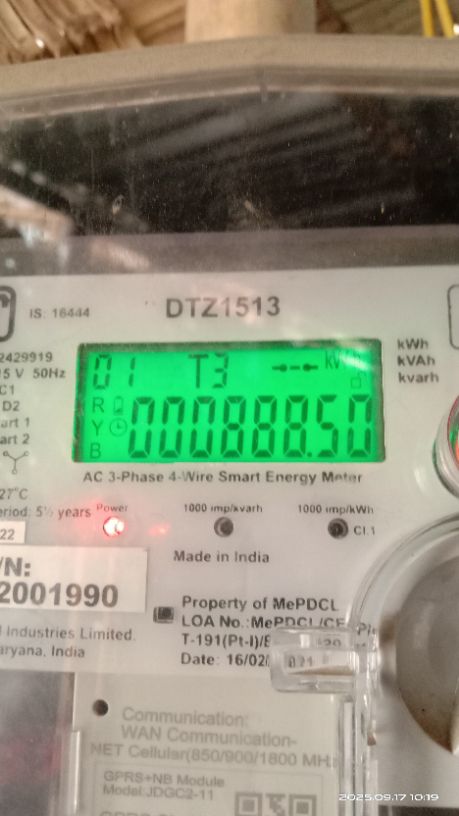 IS: 16444
DTZ1513
2429919
5 V 50Hz
C1
D2
art 1
art 2
27°C
eriod: 5½ years
22
01 T3
R
Y
B
000888.50
kWh
kVAh
kvarh
AC 3-Phase 4-Wire Smart Energy Meter
Power
1000 imp/kvarh
1000 imp/kWh
Cl.1
Made in India
/N:
2001990
Industries Limited.
aryana, India
Property of MePDCL
LOA No.:MePDCL/CE
T-191(Pt-I)/
Date: 16/02/
Communication:
WAN Communication-
NET Cellular(850/900/1800 MHz
GPRS+NB Module
Model:JDGC2-11
2025.09.17 10:19